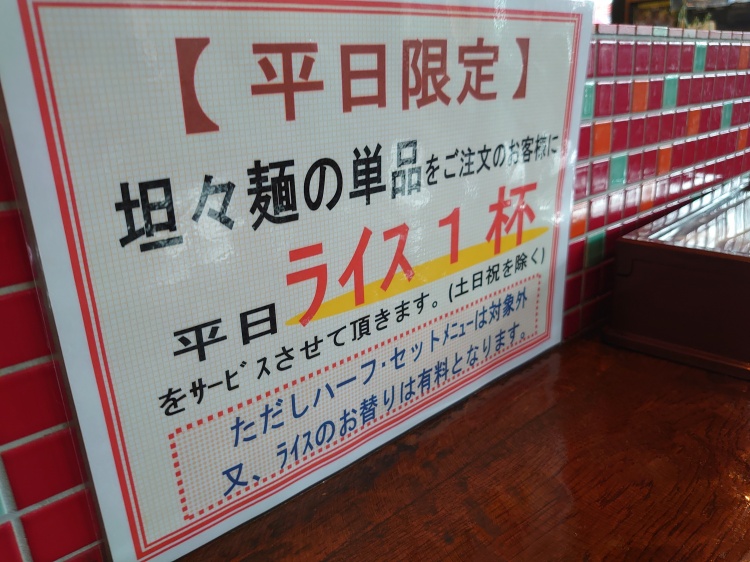 【平日限定】
坦々麺の単品をご注文のお客様に
平日ライス1杯
をサービスさせて頂きます。(土日祝を除く)
ただしハーフ・セットメニューは対象外
又、ライスのお替りは有料となります。